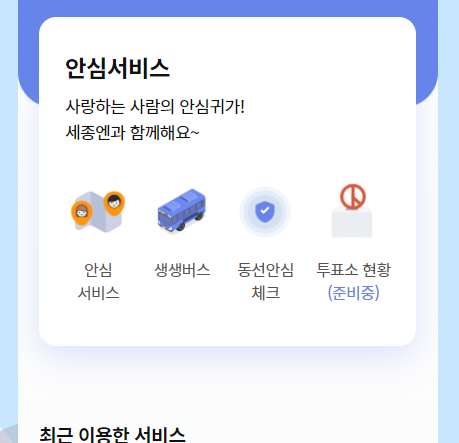 안심서비스
사랑하는 사람의 안심귀가!
세종엔과 함께해요~
안심
서비스
생생버스
동선안심
체크
투표소 현황
(준비중)
최근 이용한 서비스